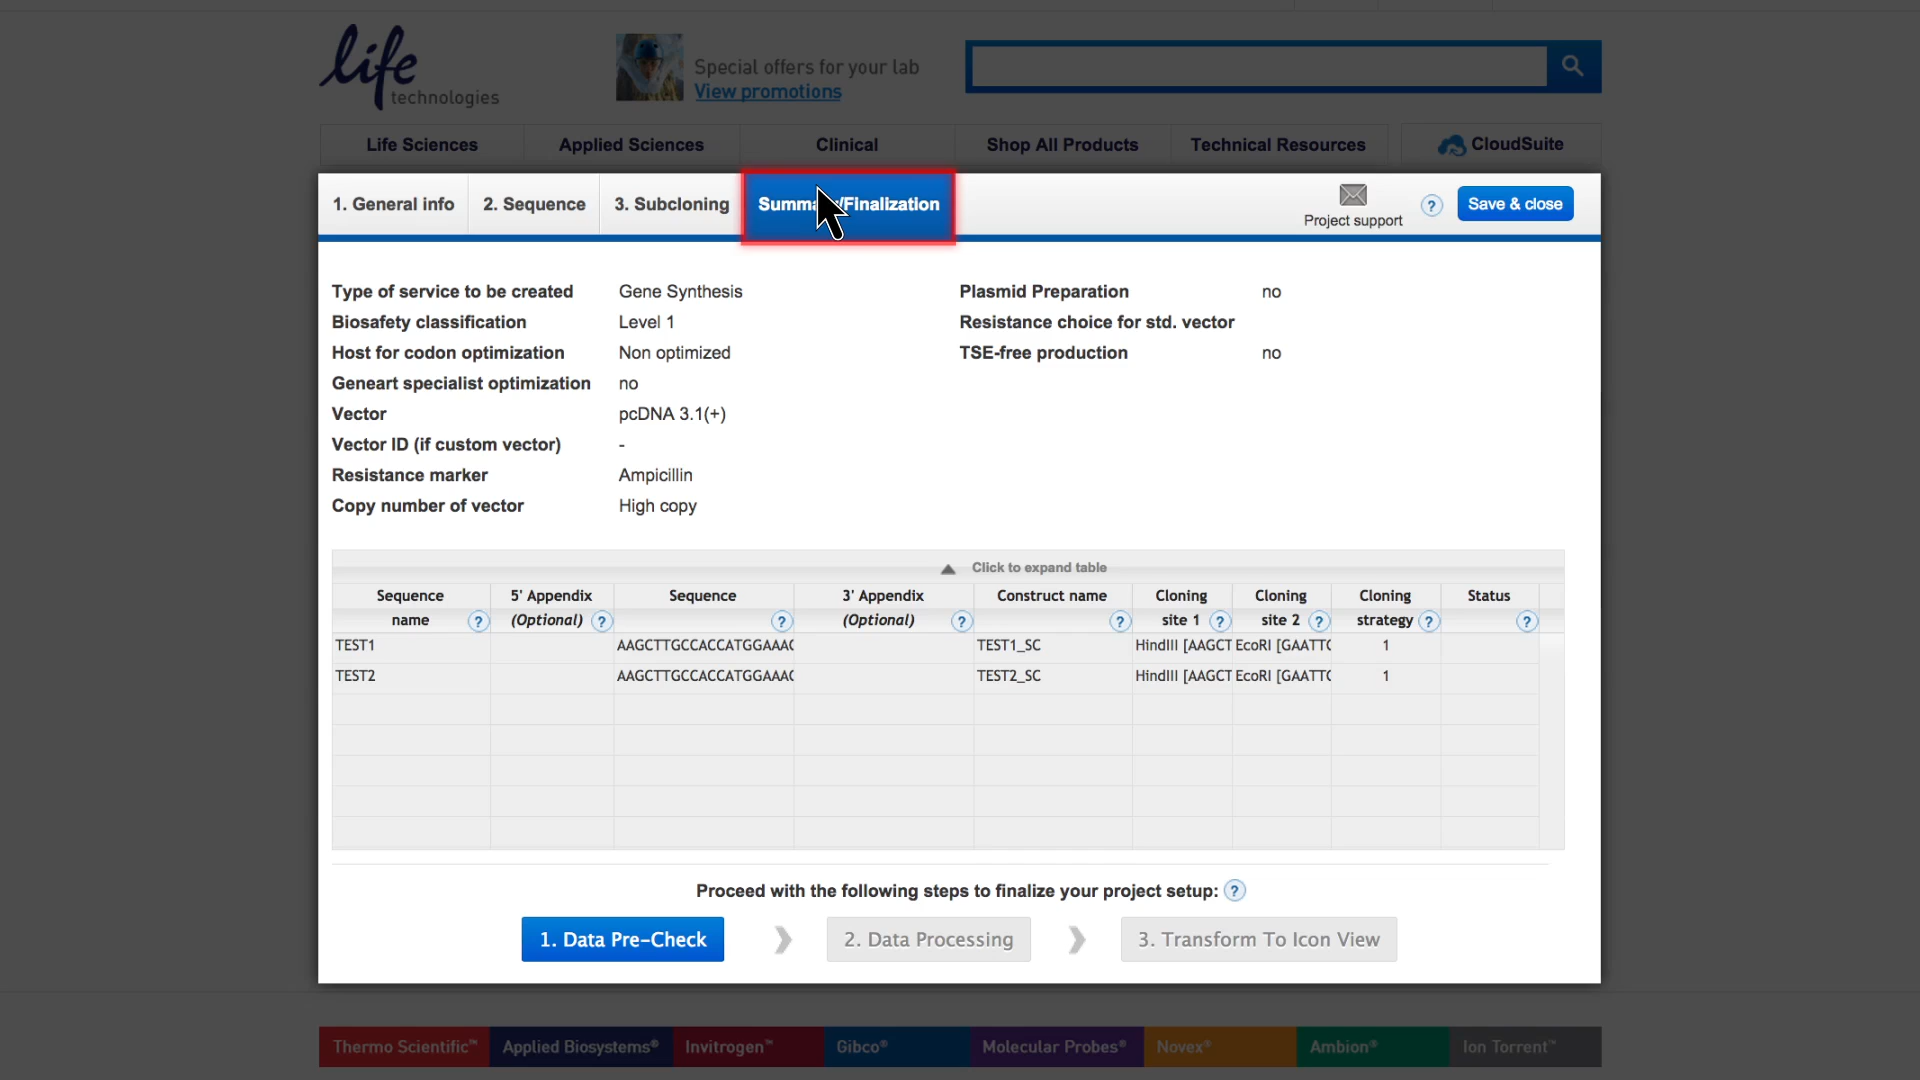 life
technologies
Special offers for your lab
View promotions
Life Sciences
Applied Sciences
Clinical
Shop All Products
Technical Resources
CloudSuite
1. General info
2. Sequence
3. Subcloning
Summary/Finalization
Project support
?
Save & close
Type of service to be created Gene Synthesis
Biosafety classification Level 1
Host for codon optimization Non optimized
Geneart specialist optimization no
Vector pcDNA 3.1(+)
Vector ID (if custom vector) -
Resistance marker Ampicillin
Copy number of vector High copy
Plasmid Preparation no
Resistance choice for std. vector
TSE-free production no
Click to expand table
Sequence 5' Appendix Sequence 3' Appendix Construct name Cloning Cloning Cloning Status
name ? (Optional) ? ? (Optional) ? ? site 1 ? site 2 ? strategy ? ?
TEST1 AAGCTTGCCACCATGGAAAC TEST1_SC HindIII [AAGCT EcoRI [GAATTC 1
TEST2 AAGCTTGCCACCATGGAAAC TEST2_SC HindIII [AAGCT EcoRI [GAATTC 1
Proceed with the following steps to finalize your project setup: ?
1. Data Pre-Check
2. Data Processing
3. Transform To Icon View
Thermo Scientific™
Applied Biosystems®
Invitrogen™
Gibco®
Molecular Probes®
Novex®
Ambion®
Ion Torrent™